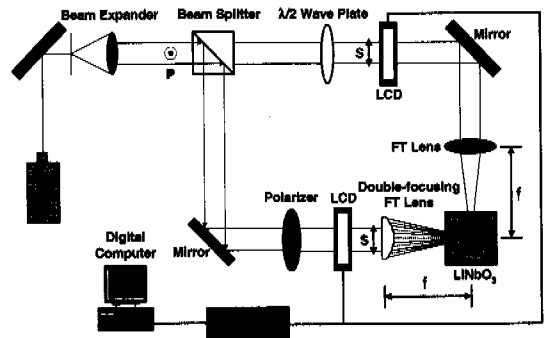 Beam Expander
Beam Splitter
λ/2 Wave Plate
Mirror
P
S
LCD
FT Lens
f
Double-focusing
FT Lens
LCD
Polarizer
Mirror
S
LiNbO₃
f
Digital
Computer